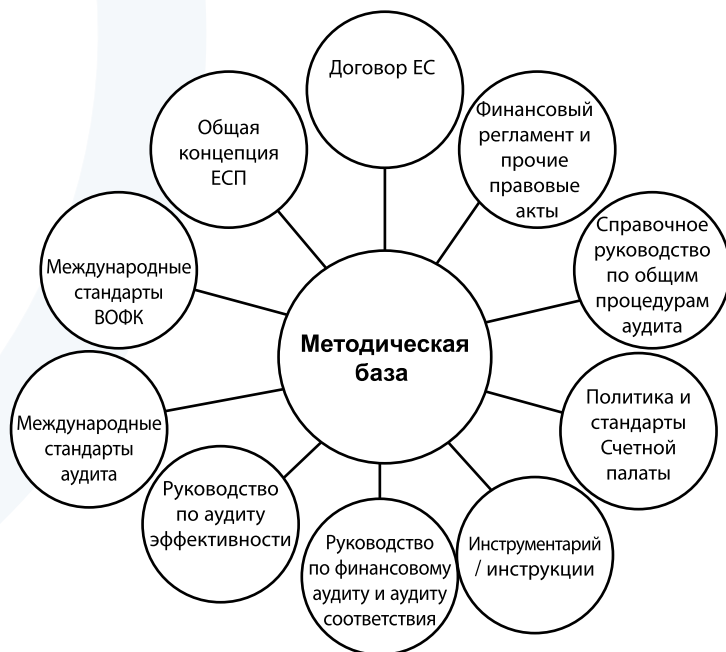 Договор ЕС
Финансовый
регламент и
прочие
правовые
акты
Справочное
руководство
по общим
процедурам
аудита
Политика и
стандарты
Счетной
палаты
Инструментарий
/ инструкции
Руководство
по финансовому
аудиту и аудиту
соответствия
Руководство
по аудиту
эффективности
Международные
стандарты
аудита
Международные
стандарты
ВОФК
Общая
концепция
ЕСП
Методическая
база